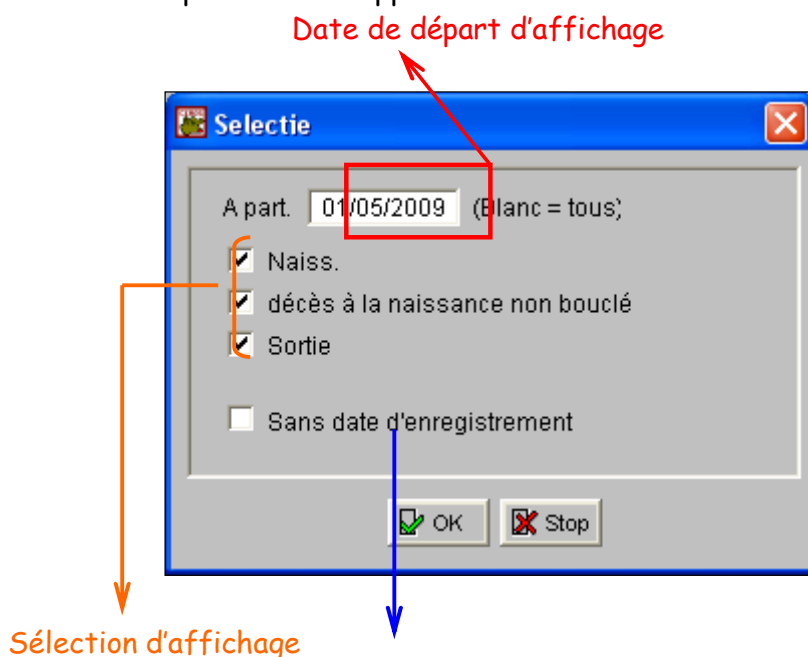 Date de départ d'affichage
Selectie
A part. 01/05/2009 (Blanc = tous)
Naiss.
décès à la naissance non bouclé
Sortie
Sans date d'enregistrement
OK Stop
Sélection d'affichage